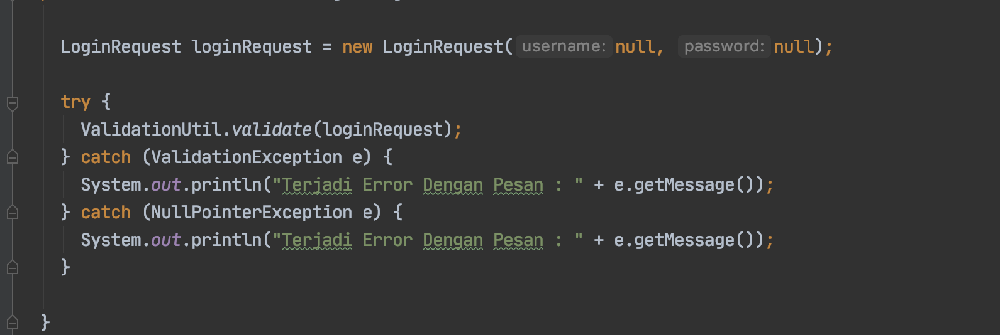 LoginRequest loginRequest = new LoginRequest( username: null, password: null);
try {
ValidationUtil.validate(loginRequest);
} catch (ValidationException e) {
System.out.println("Terjadi Error Dengan Pesan : " + e.getMessage());
} catch (NullPointerException e) {
System.out.println("Terjadi Error Dengan Pesan : " + e.getMessage());
}
}